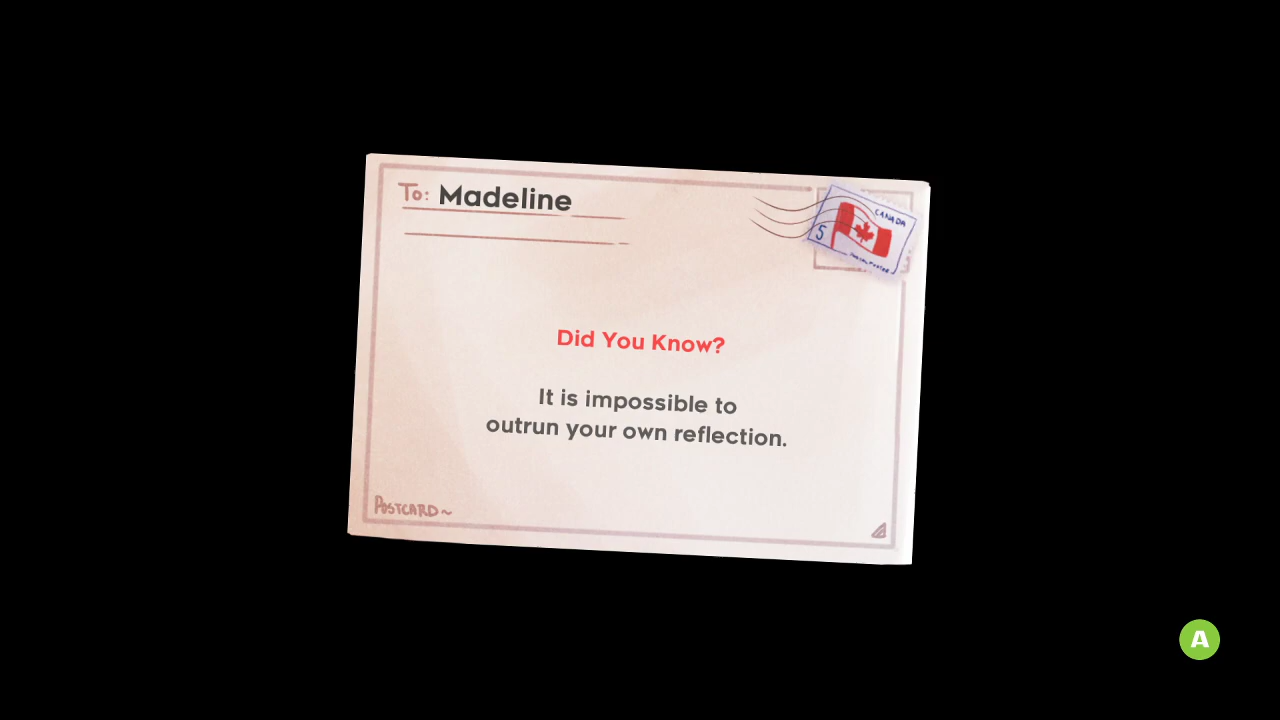 To: Madeline
CANADA
5
Did You Know?
It is impossible to
outrun your own reflection.
POSTCARD~
A